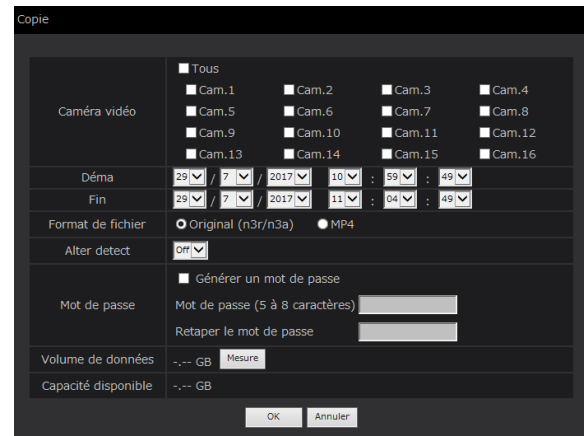 Copie
Caméra vidéo
Tous
Cam.1 Cam.2 Cam.3 Cam.4
Cam.5 Cam.6 Cam.7 Cam.8
Cam.9 Cam.10 Cam.11 Cam.12
Cam.13 Cam.14 Cam.15 Cam.16
Déma 29 / 7 / 2017 10 : 59 : 49
Fin 29 / 7 / 2017 11 : 04 : 49
Format de fichier Original (n3r/n3a) MP4
Alter detect Off
Mot de passe
Générer un mot de passe
Mot de passe (5 à 8 caractères)
Retaper le mot de passe
Volume de données -.-- GB Mesure
Capacité disponible -.-- GB
OK Annuler